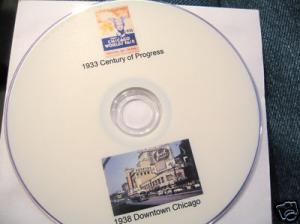 CHICAGO
WORLD'S FAIR
1933 Century of Progress
1938 Downtown Chicago